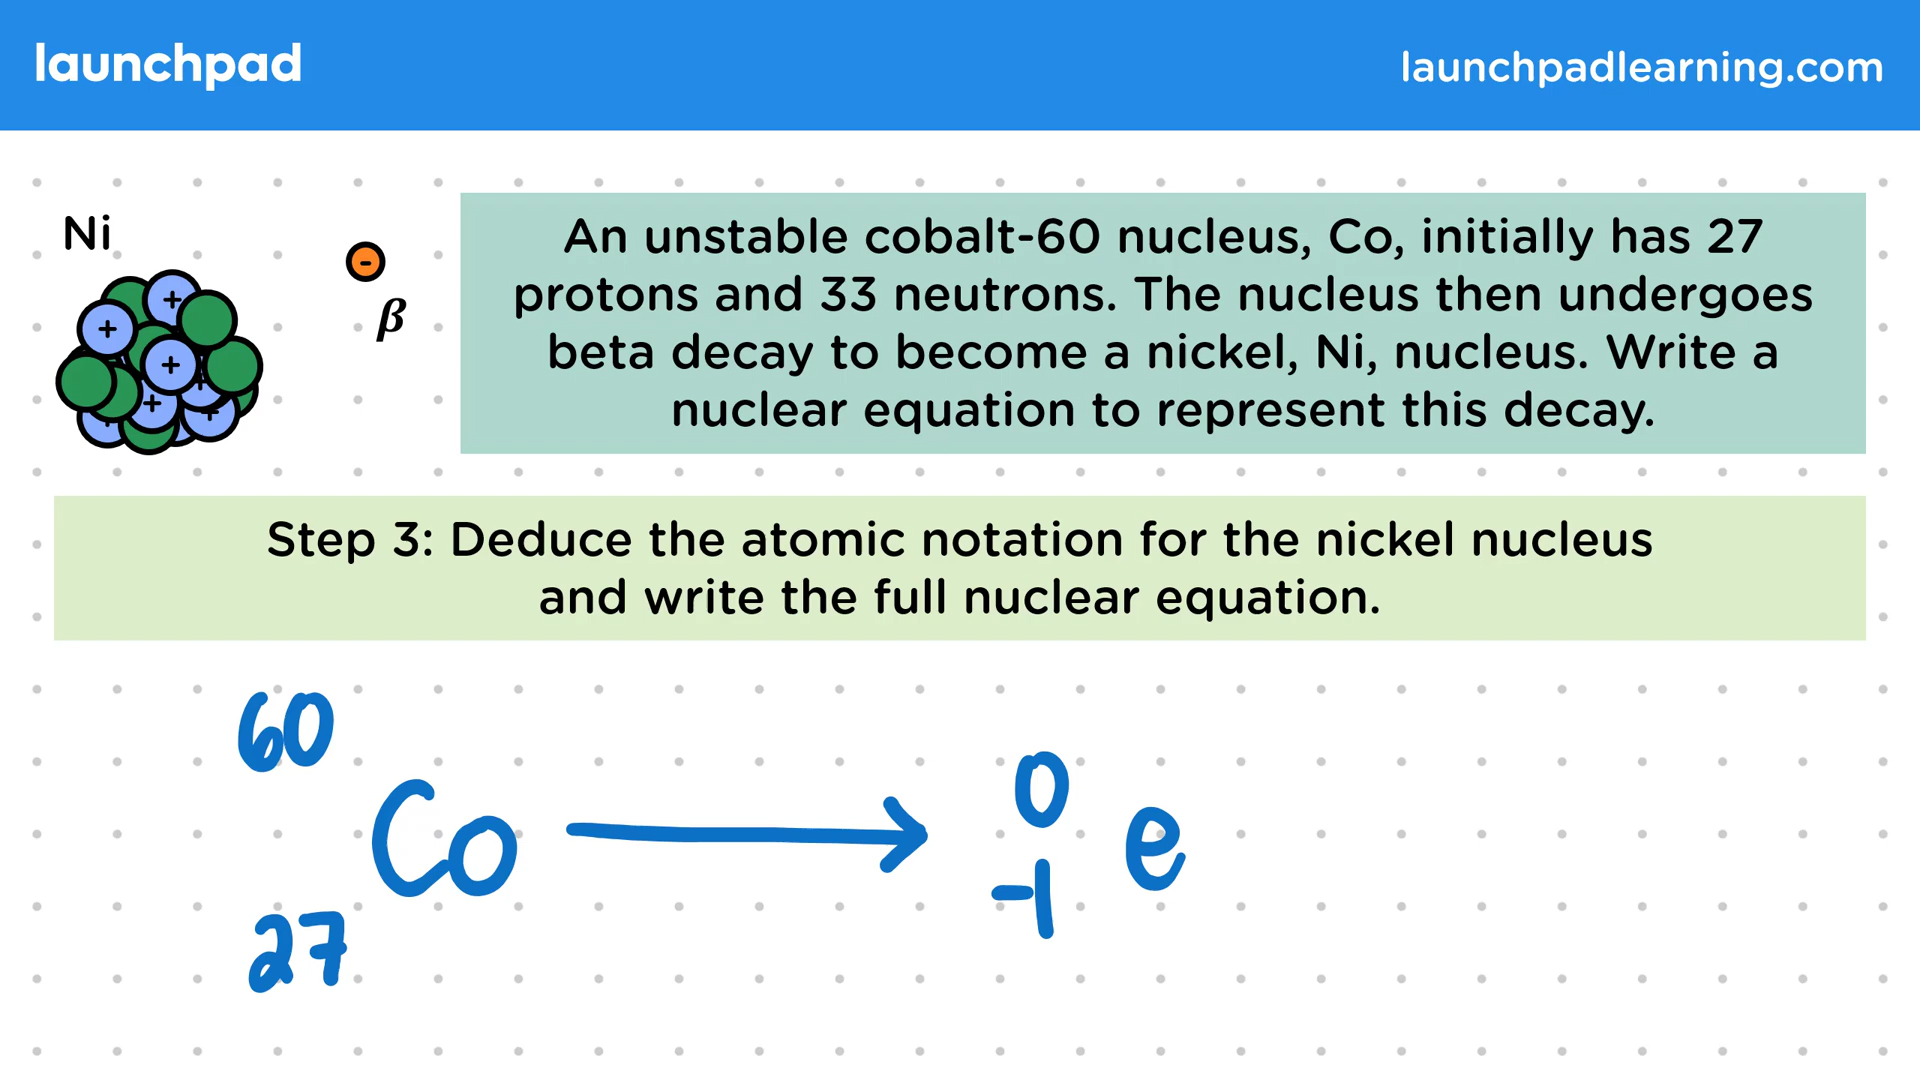 launchpad
launchpadlearning.com
Ni
-
β
+
+
+
+
+
An unstable cobalt-60 nucleus, Co, initially has 27
protons and 33 neutrons. The nucleus then undergoes
beta decay to become a nickel, Ni, nucleus. Write a
nuclear equation to represent this decay.
Step 3: Deduce the atomic notation for the nickel nucleus
and write the full nuclear equation.
60
Co
27
0
e
-1